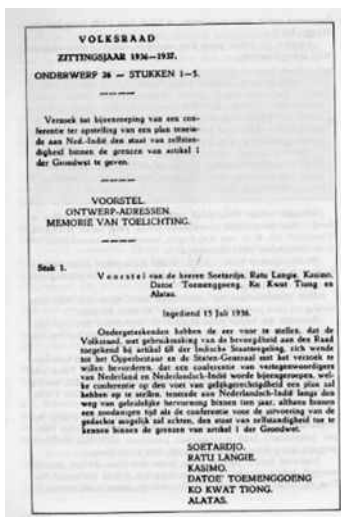 VOLKSRAAD
ZITTINGSJAAR 1936—1937.
ONDERWERP 26 — STUKKEN 1—5.
Verzoek tot bijeenroeping van een con-
ferentie ter opstelling van een plan tenein-
de aan Ned.-Indië den staat van zelfstan-
digheid binnen de grenzen van artikel 1
der Grondwet te geven.
VOORSTEL.
ONTWERP-ADRESSEN.
MEMORIE VAN TOELICHTING.
Stuk 1.
Voorstel van de heeren Soetardjo, Ratu Langie, Kasimo,
Datoe' Toemenggoeng, Ko Kwat Tiong en
Alatas.
Ingediend 15 Juli 1936.
Ondergeteekenden hebben de eer voor te stellen, dat de
Volksraad, met gebruikmaking van de bevoegdheid aan den Raad
toegekend bij artikel 68 der Indische Staatsregeling, zich wende
tot het Opperbestuur en de Staten-Generaal met het verzoek te
willen bevorderen, dat een conferentie van vertegenwoordigers
van Nederland en Nederlandsch-Indië worde bijeengeroepen, wel-
ke conferentie op den voet van gelijkgerechtigdheid een plan zal
hebben op te stellen, teneinde aan Nederlandsch-Indië langs den
weg van geleidelijke hervorming binnen tien jaar, althans binnen
een zoodanigen tijd als de conferentie voor de uitvoering van de
gedachte mogelijk zal achten, den staat van zelfstandigheid toe te
kennen binnen de grenzen van artikel 1 der Grondwet.
SOETARDJO.
RATU LANGIE.
KASIMO.
DATOE' TOEMENGGOENG
KO KWAT TIONG.
ALATAS.